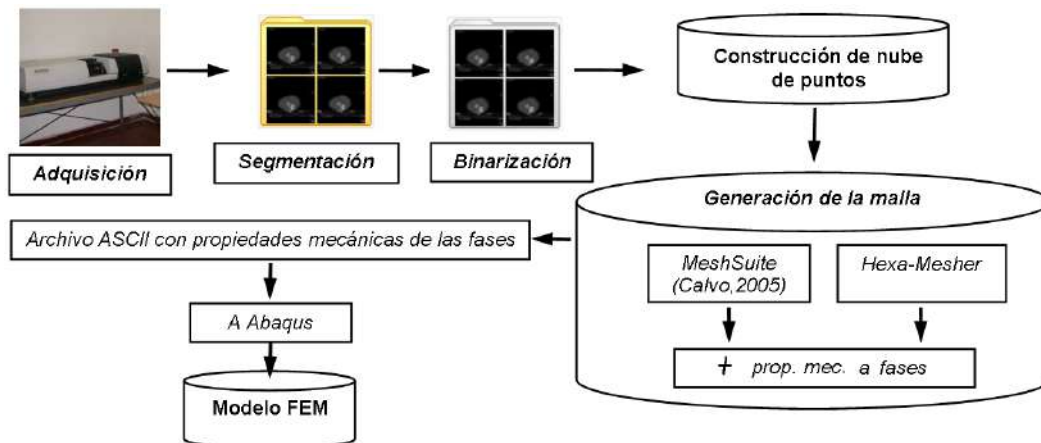 Construcción de nube
de puntos
Adquisición
Segmentación
Binarización
Generación de la malla
Archivo ASCII con propiedades mecánicas de las fases
MeshSuite
(Calvo,2005)
Hexa-Mesher
A Abaqus
+ prop. mec. a fases
Modelo FEM